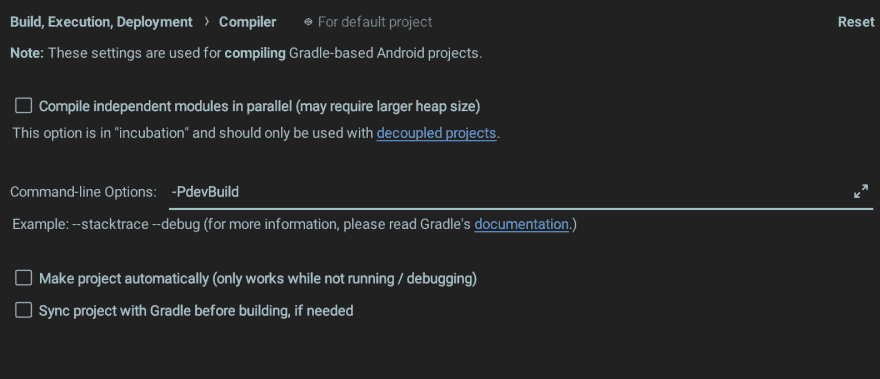 Build, Execution, Deployment › Compiler For default project Reset
Note: These settings are used for compiling Gradle-based Android projects.
Compile independent modules in parallel (may require larger heap size)
This option is in "incubation" and should only be used with decoupled projects.
Command-line Options: -PdevBuild
Example: --stacktrace --debug (for more information, please read Gradle's documentation.)
Make project automatically (only works while not running / debugging)
Sync project with Gradle before building, if needed